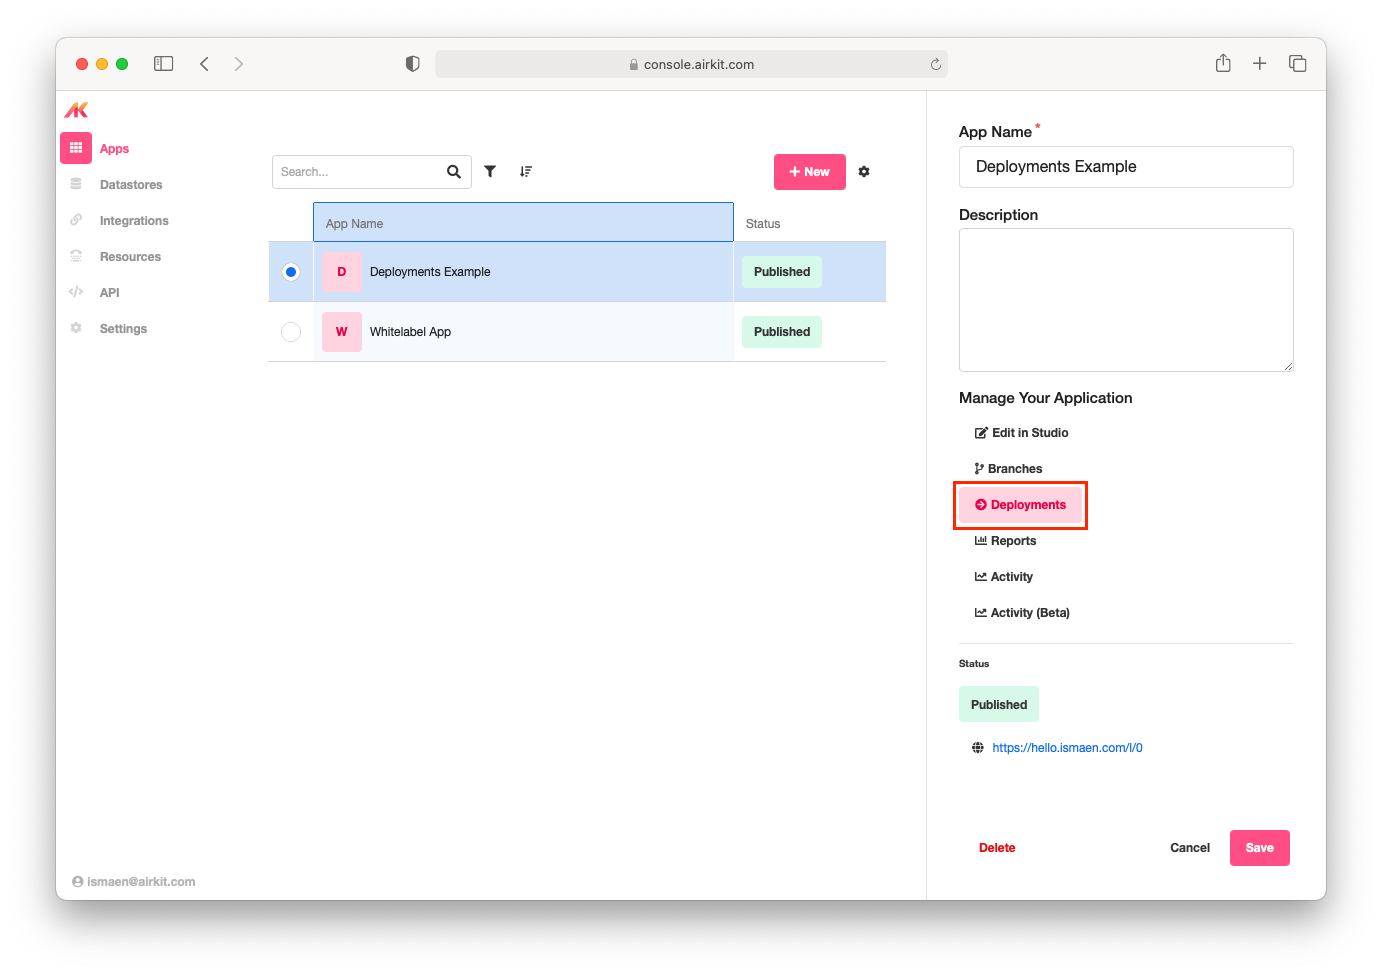 console.airkit.com
Apps
Datastores
Integrations
Resources
API
Settings
ismaen@airkit.com
Search...
+ New
App Name
Status
D
Deployments Example
Published
W
Whitelabel App
Published
App Name *
Deployments Example
Description
Manage Your Application
Edit in Studio
Branches
Deployments
Reports
Activity
Activity (Beta)
Status
Published
https://hello.ismaen.com/l/0
Delete
Cancel
Save